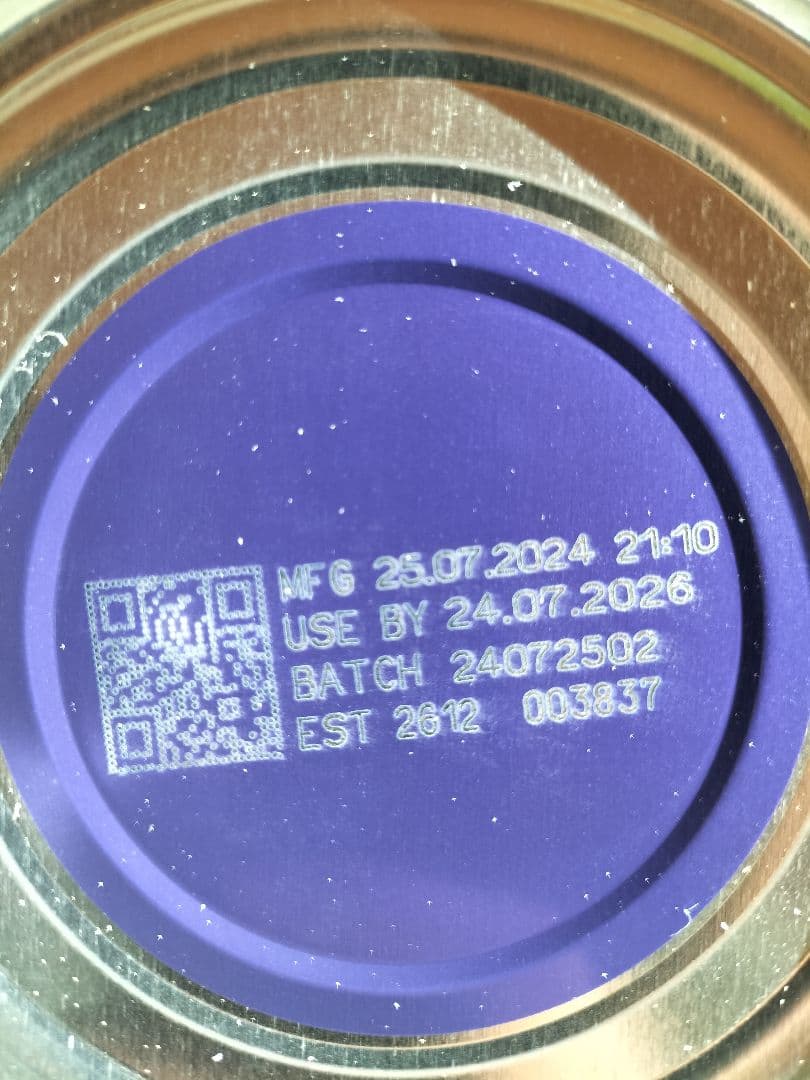 MFG 25.07.2024 21:10
USE BY 24.07.2026
BATCH 24072502
EST 2612 003837